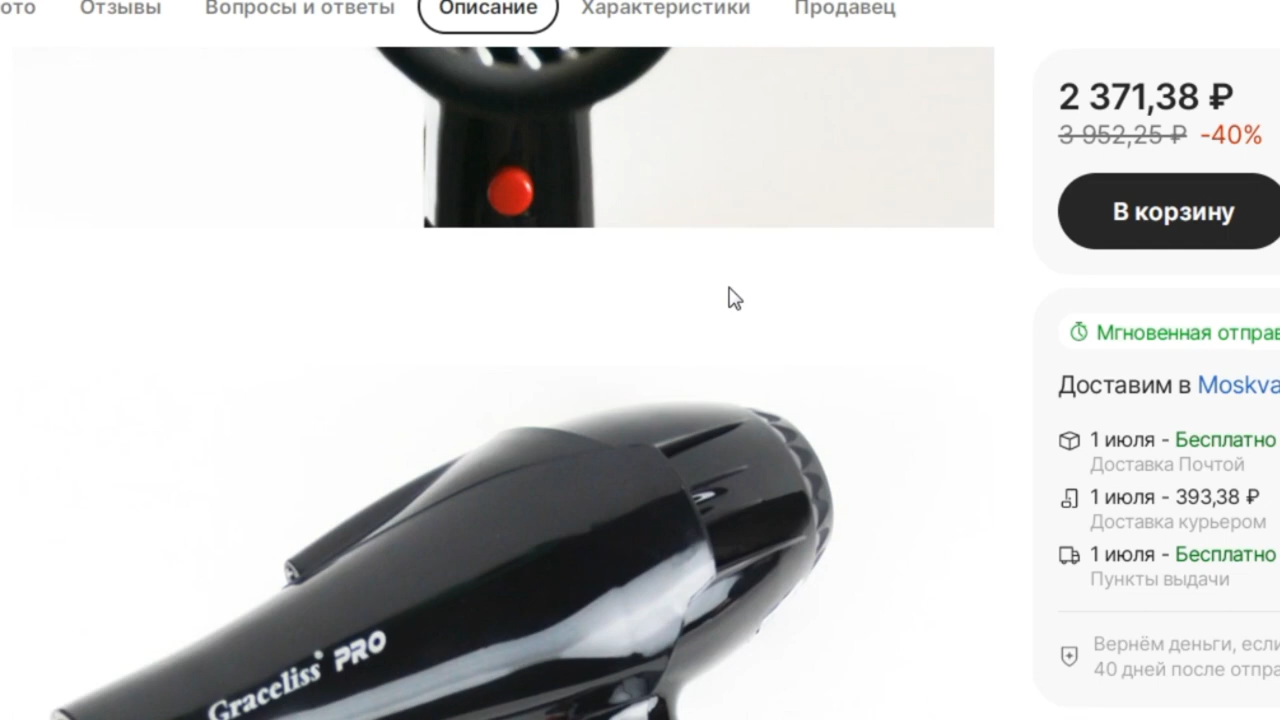 ото Отзывы Вопросы и ответы Описание Характеристики Продавец
2 371,38 ₽
3 952,25 ₽ -40%
В корзину
Мгновенная отправ
Доставим в Moskva
1 июля - Бесплатно
Доставка Почтой
1 июля - 393,38 ₽
Доставка курьером
1 июля - Бесплатно
Пункты выдачи
Вернём деньги, если
40 дней после отпра
Graceliss PRO